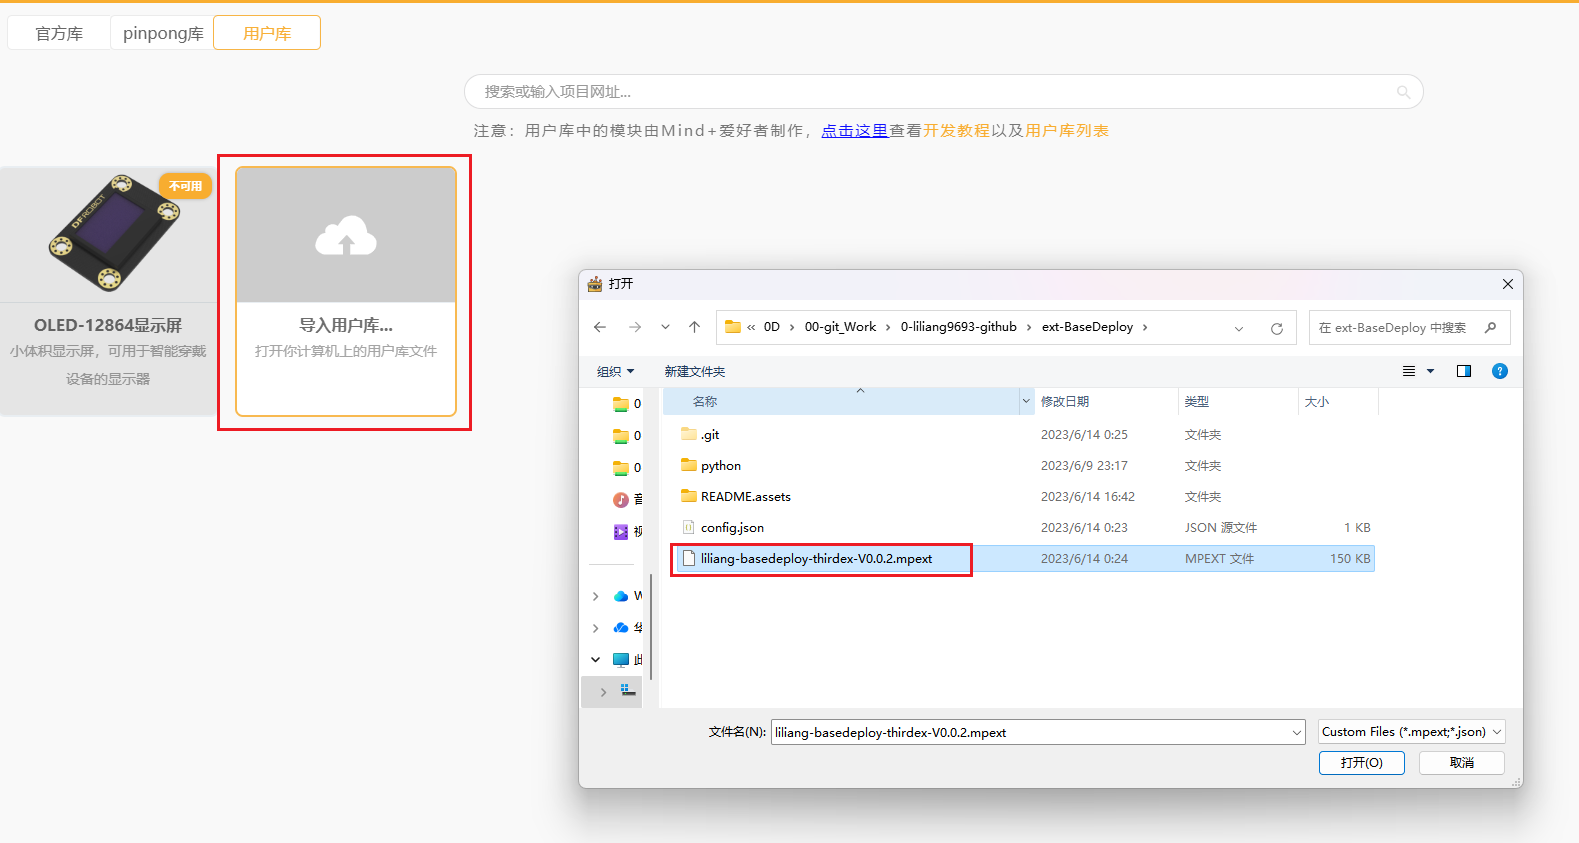 官方库
pinpong库
用户库
搜索或输入项目网址...
注意：用户库中的模块由Mind+爱好者制作，点击这里查看开发教程以及用户库列表
不可用
DFROBOT
OLED-12864显示屏
小体积显示屏，可用于智能穿戴
设备的显示器
导入用户库...
打开你计算机上的用户库文件
打开
« 0D › 00-git_Work › 0-liliang9693-github › ext-BaseDeploy ›
在 ext-BaseDeploy 中搜索
组织
新建文件夹
名称 修改日期 类型 大小
.git 2023/6/14 0:25 文件夹
python 2023/6/9 23:17 文件夹
README.assets 2023/6/14 16:42 文件夹
config.json 2023/6/14 0:23 JSON 源文件 1 KB
liliang-basedeploy-thirdex-V0.0.2.mpext 2023/6/14 0:24 MPEXT 文件 150 KB
0
0
0
音
视
W
华
此
文件名(N): liliang-basedeploy-thirdex-V0.0.2.mpext
Custom Files (*.mpext;*.json)
打开(O)
取消